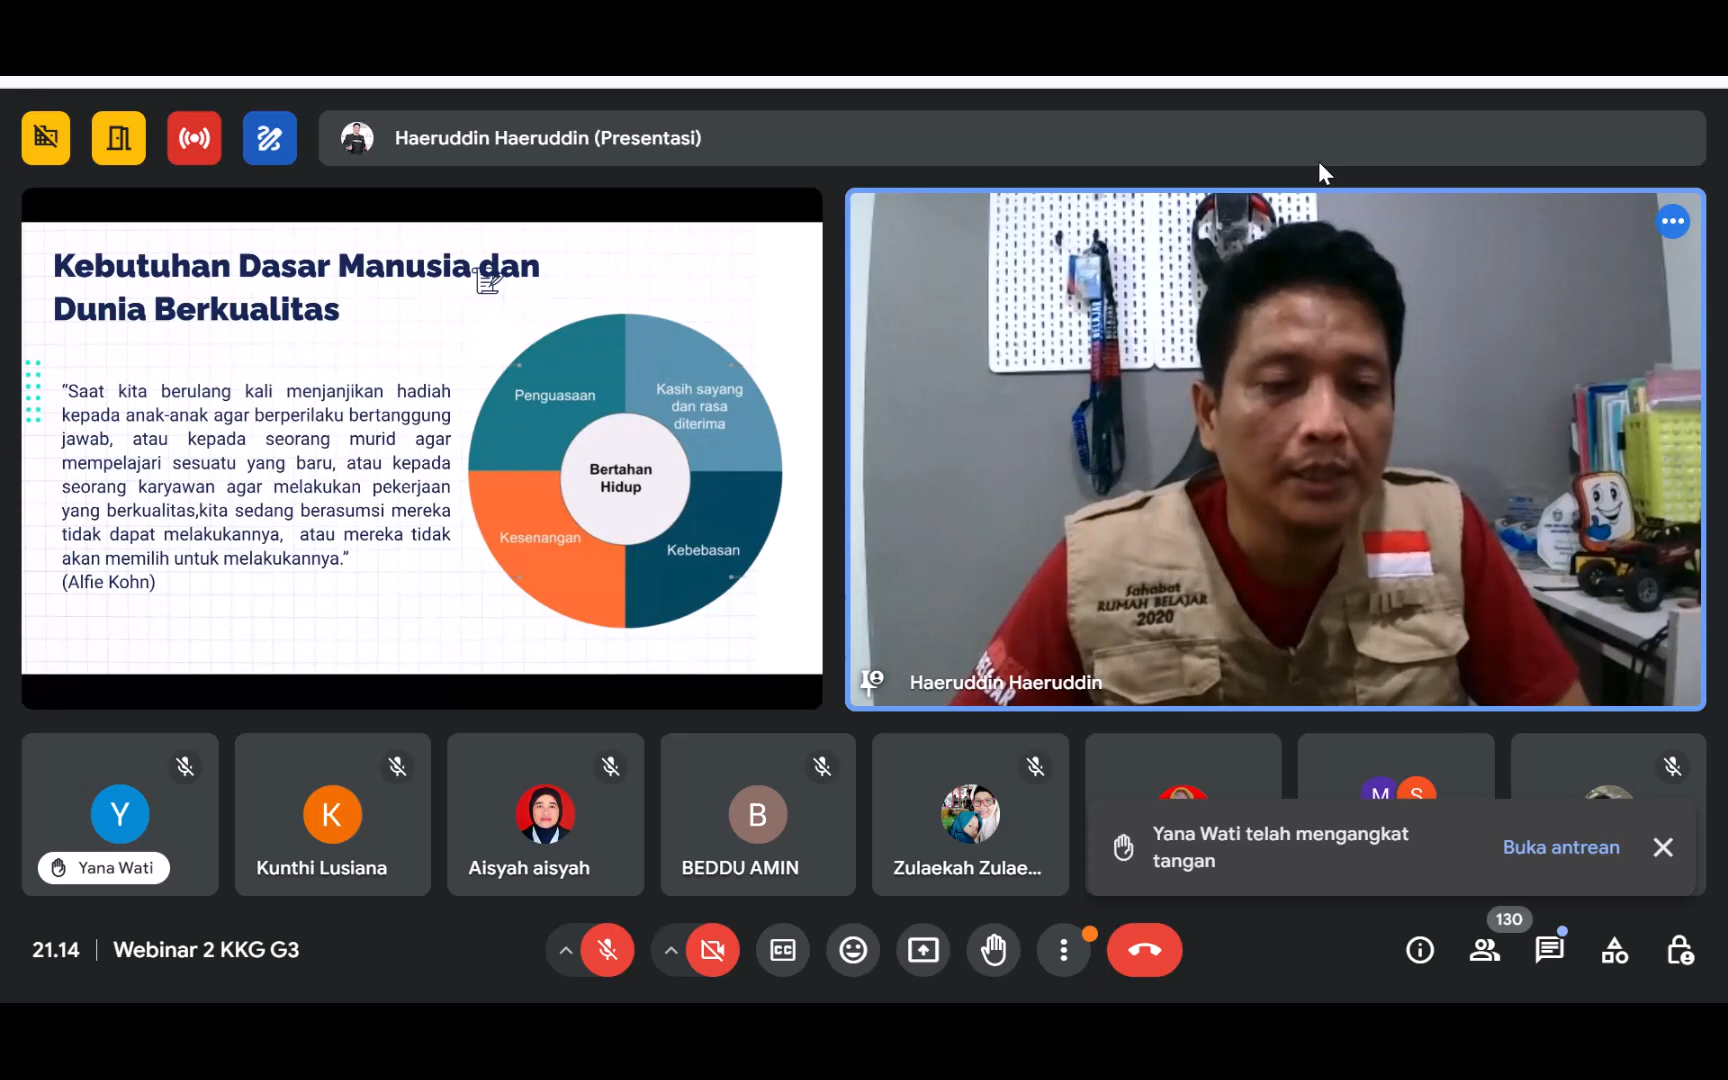 Haeruddin Haeruddin (Presentasi)
Kebutuhan Dasar Manusia dan
Dunia Berkualitas
“Saat kita berulang kali menjanjikan hadiah
kepada anak-anak agar berperilaku bertanggung
jawab, atau kepada seorang murid agar
mempelajari sesuatu yang baru, atau kepada
seorang karyawan agar melakukan pekerjaan
yang berkualitas,kita sedang berasumsi mereka
tidak dapat melakukannya, atau mereka tidak
akan memilih untuk melakukannya.”
(Alfie Kohn)
Penguasaan
Kasih sayang
dan rasa
diterima
Bertahan
Hidup
Kesenangan
Kebebasan
Sahabat
RUMAH BELAJAR
2020
Haeruddin Haeruddin
Y
Yana Wati
K
Kunthi Lusiana
Aisyah aisyah
B
BEDDU AMIN
Zulaekah Zulae...
M
S
Yana Wati telah mengangkat
tangan
Buka antrean
21.14
Webinar 2 KKG G3
CC
130